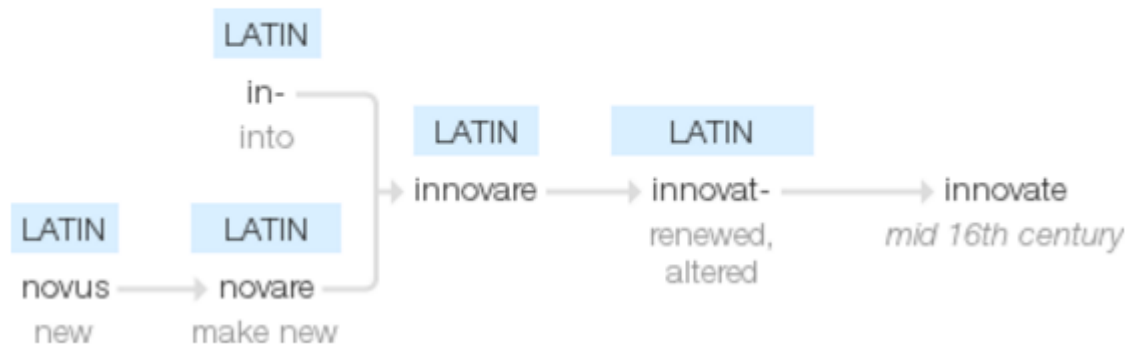 LATIN
in-
into
LATIN
LATIN
innovare
innovat-
innovate
renewed,
altered
mid 16th century
LATIN
LATIN
novus
novare
new
make new